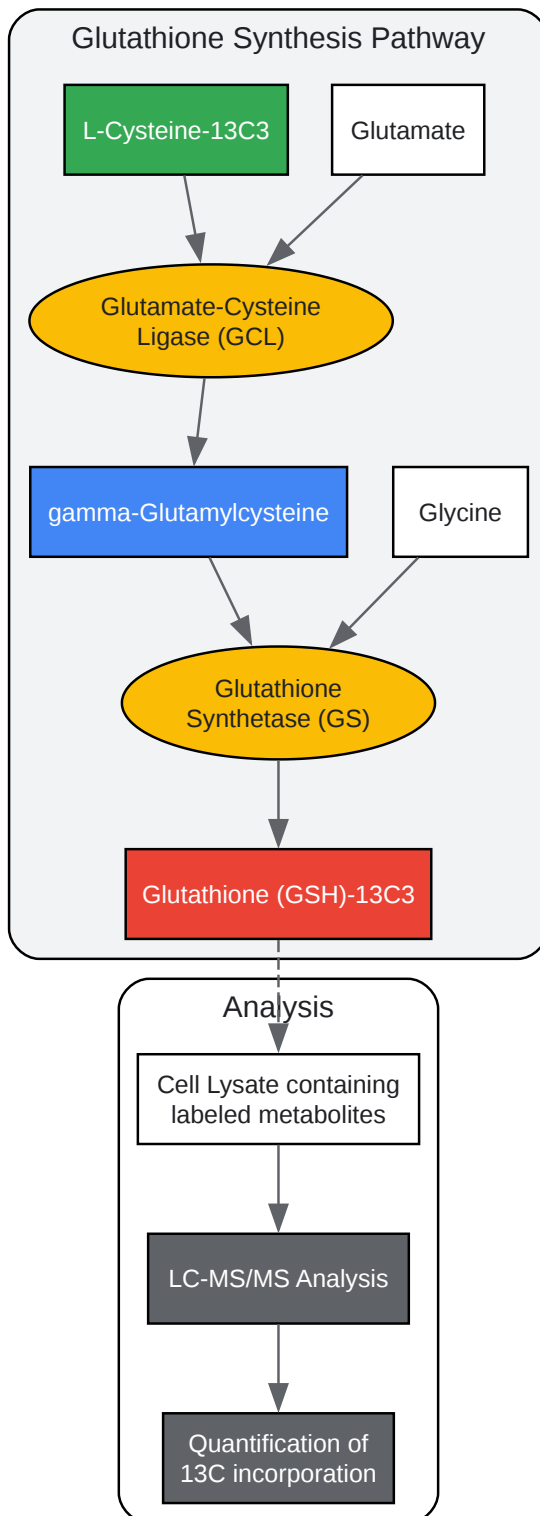 Glutathione Synthesis Pathway
L-Cysteine-13C3
Glutamate
Glutamate-Cysteine
Ligase (GCL)
gamma-Glutamylcysteine
Glycine
Glutathione
Synthetase (GS)
Glutathione (GSH)-13C3
Analysis
Cell Lysate containing
labeled metabolites
LC-MS/MS Analysis
Quantification of
13C incorporation